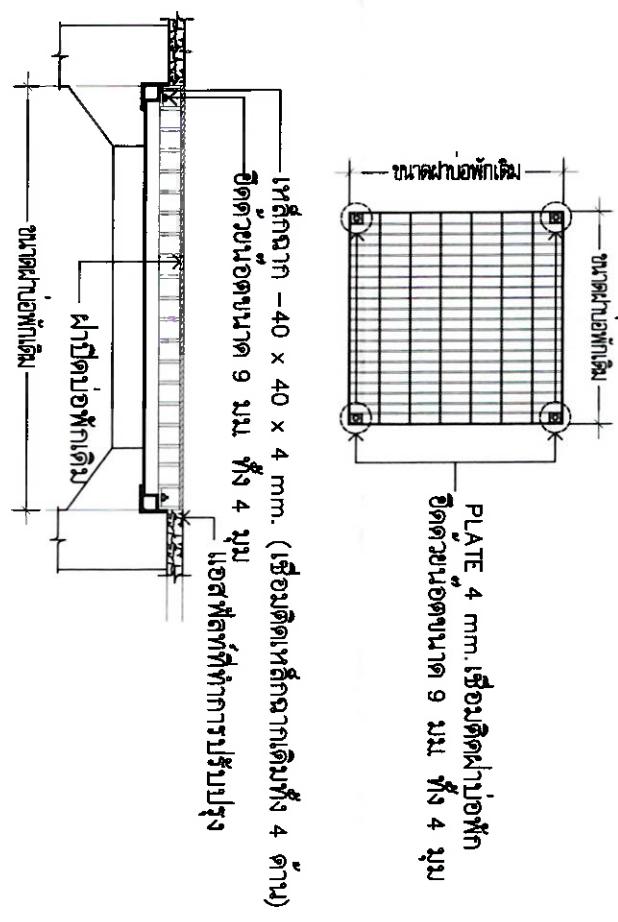 ขนาดฝาบ่อพักเดิม
ขนาดฝาบ่อพักเดิม
PLATE 4 mm.เชื่อมติดฝาบ่อพัก
ยึดด้วยน๊อตขนาด 9 มม ทั้ง 4 มุม
เหล็กฉาก -40 x 40 x 4 mm. (เชื่อมติดเหล็กฉากเดิมทั้ง 4 ด้าน)
ยึดด้วยน๊อตขนาด 9 มม ทั้ง 4 มุม
แอสฟัลท์ที่ทำการปรับปรุง
ฝาปิดบ่อพักเดิม
ขนาดฝาบ่อพักเดิม